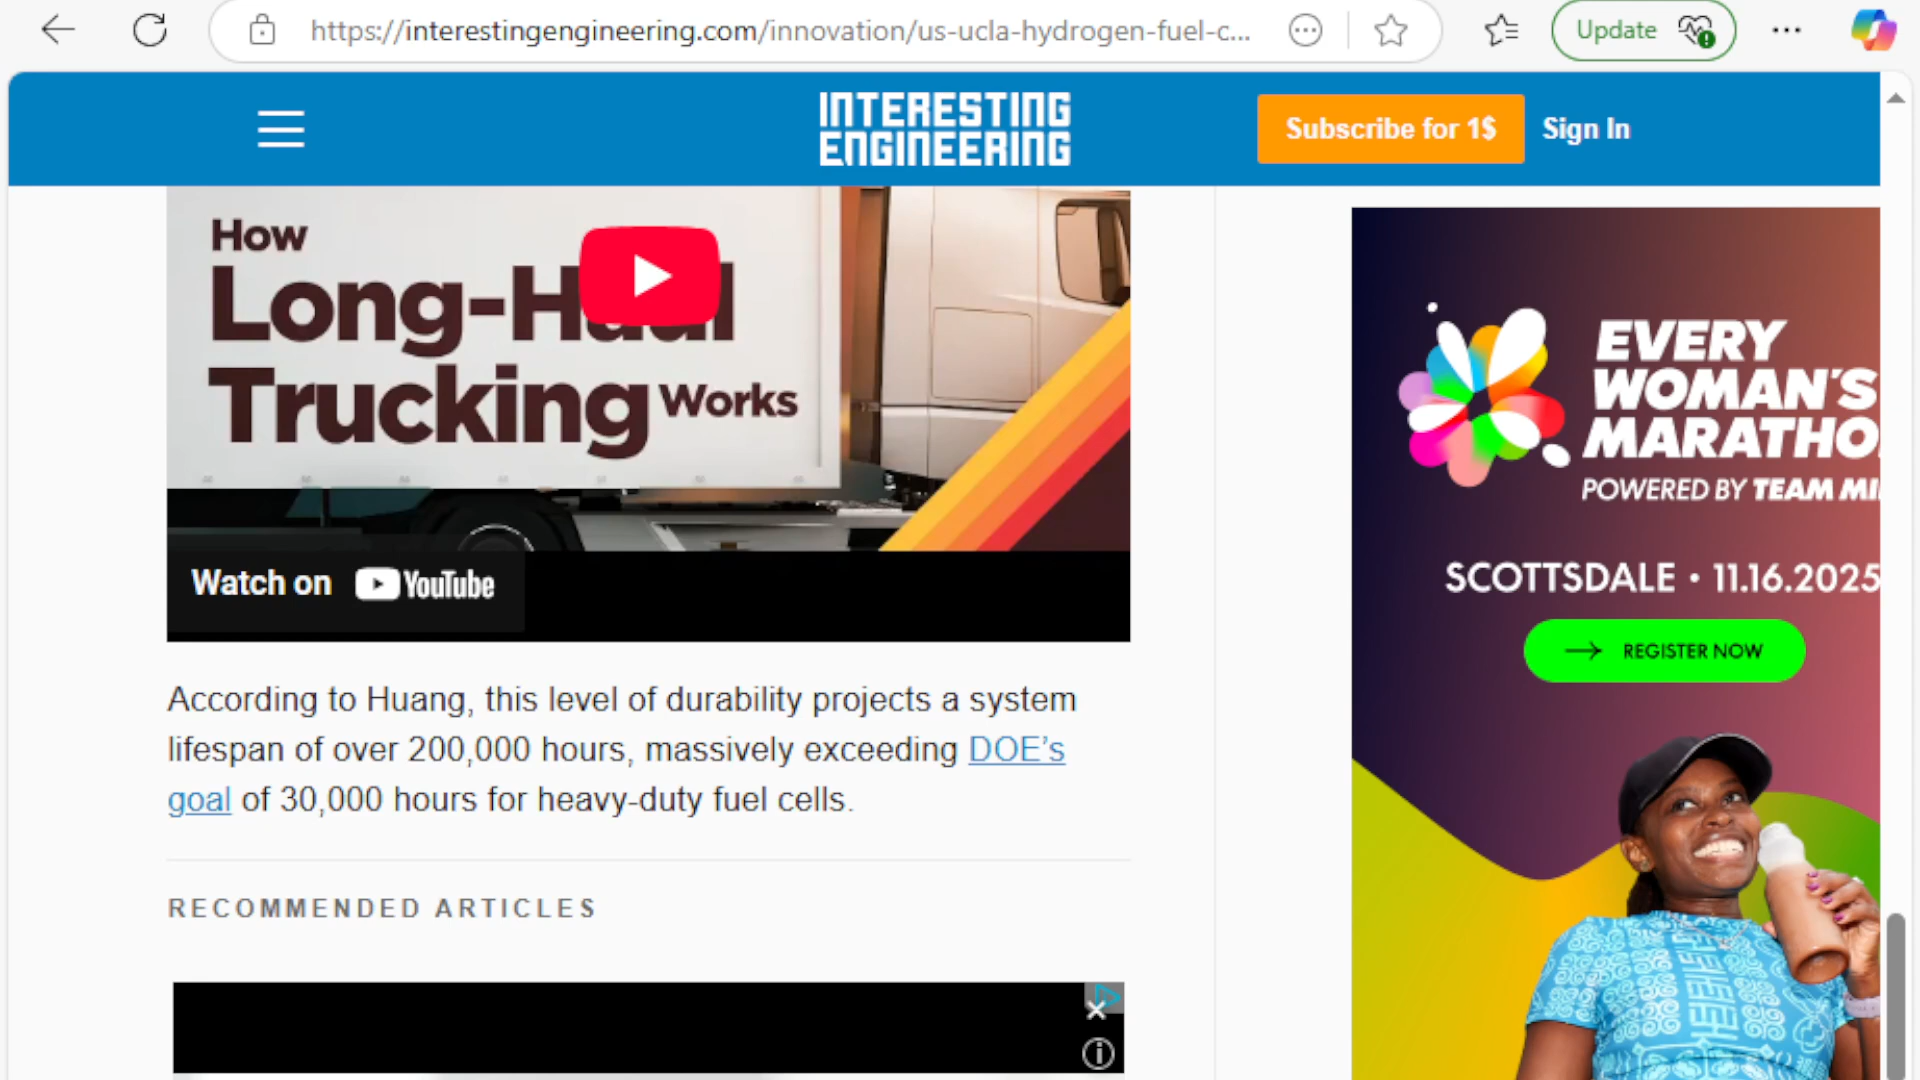 https://interestingengineering.com/innovation/us-ucla-hydrogen-fuel-c...
Update
INTERESTING
ENGINEERING
Subscribe for 1$
Sign In
How
Long-Haul
Trucking Works
Watch on YouTube
According to Huang, this level of durability projects a system
lifespan of over 200,000 hours, massively exceeding DOE’s
goal of 30,000 hours for heavy-duty fuel cells.
RECOMMENDED ARTICLES
EVERY
WOMAN'S
MARATHO
POWERED BY TEAM MI
SCOTTSDALE • 11.16.2025
REGISTER NOW